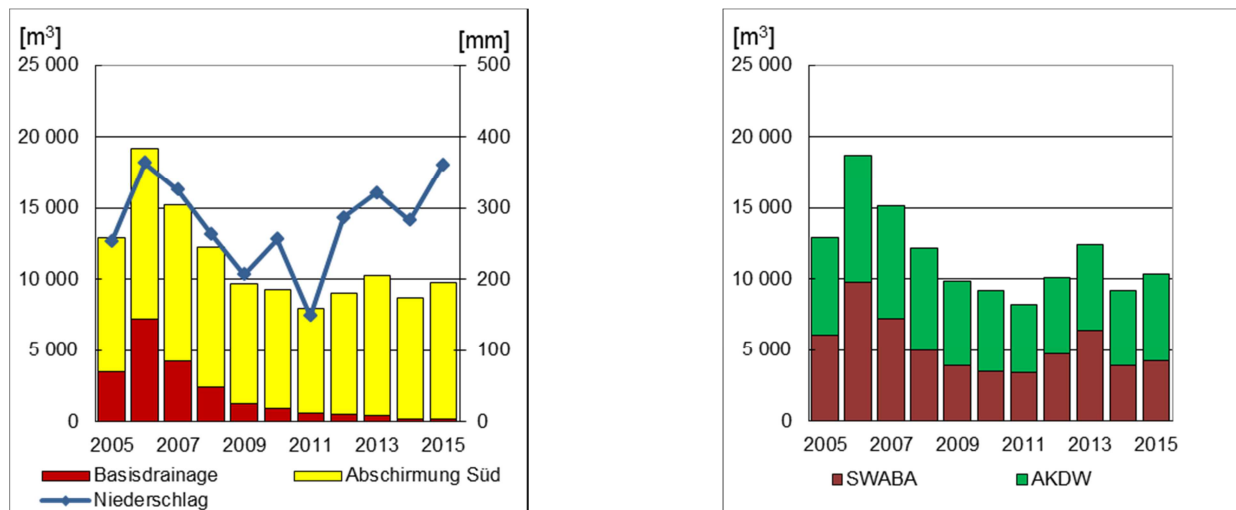 [m³] [mm]
25 000 500
20 000 400
15 000 300
10 000 200
5 000 100
0 0
2005 2007 2009 2011 2013 2015
Basisdrainage Abschirmung Süd
Niederschlag
[m³]
25 000
20 000
15 000
10 000
5 000
0
2005 2007 2009 2011 2013 2015
SWABA AKDW